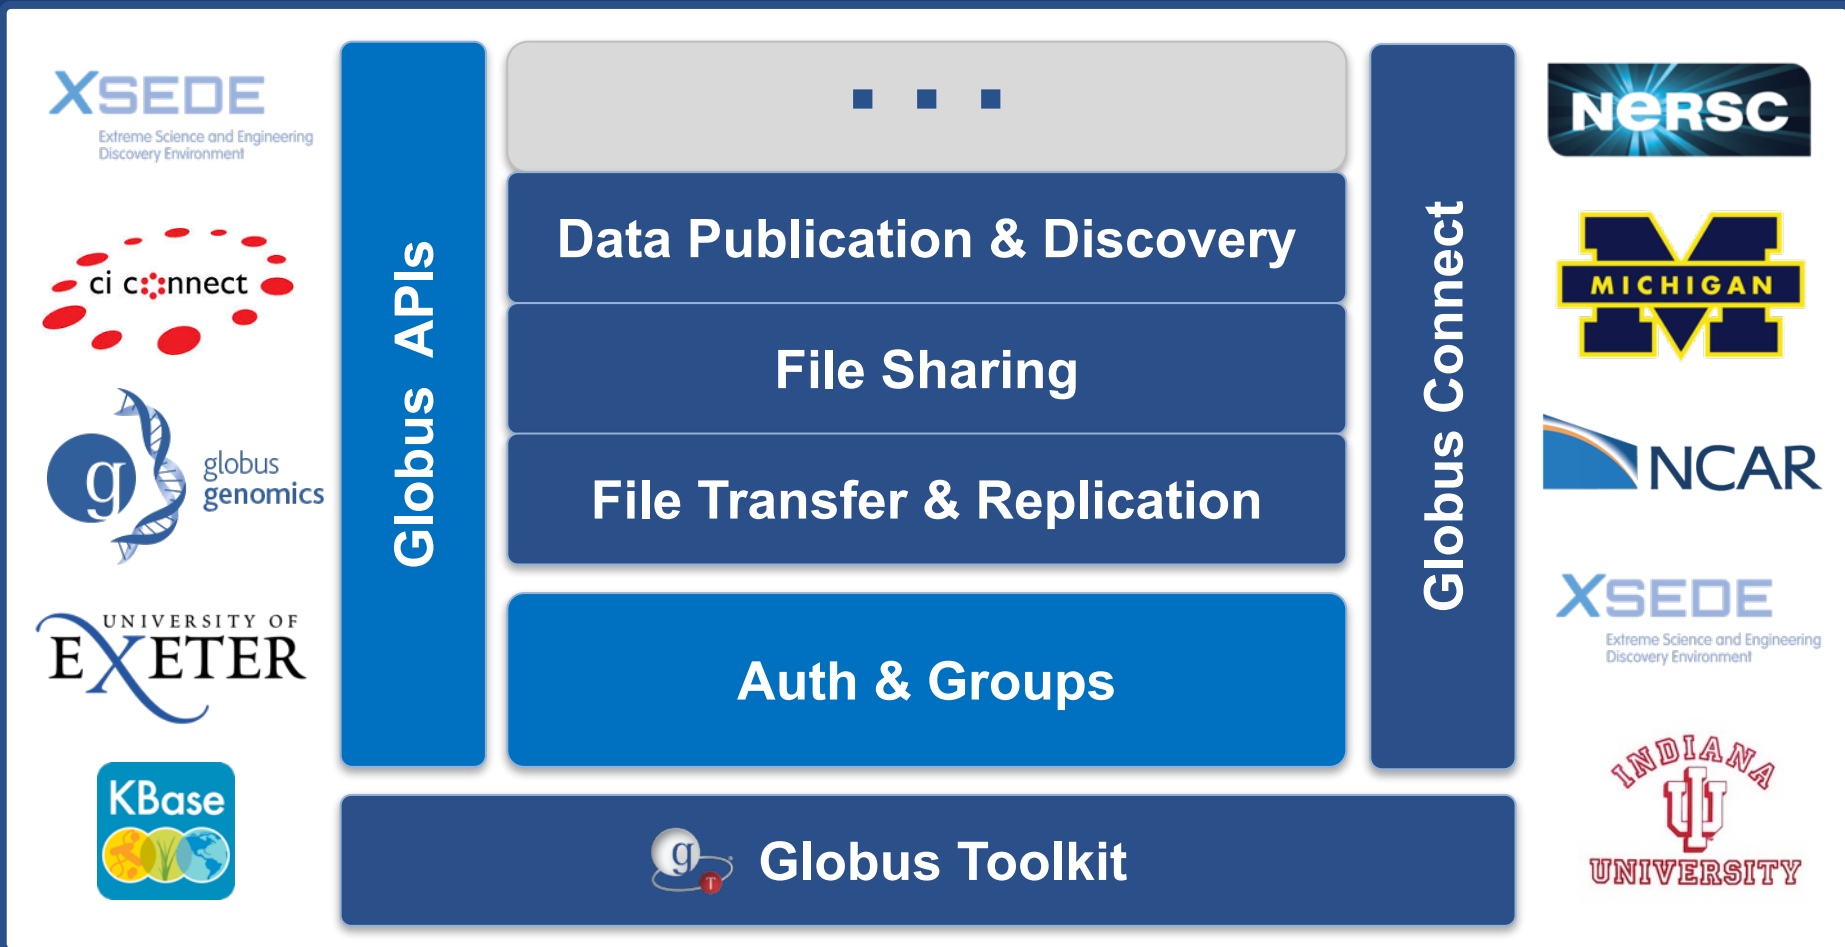 XSEDE
Extreme Science and Engineering
Discovery Environment
ci connect
g
globus
genomics
UNIVERSITY OF
EXETER
KBase
Globus APIs
...
Data Publication & Discovery
File Sharing
File Transfer & Replication
Auth & Groups
Globus Connect
g
T
Globus Toolkit
NeRSC
M
MICHIGAN
NCAR
XSEDE
Extreme Science and Engineering
Discovery Environment
INDIANA
IU
UNIVERSITY